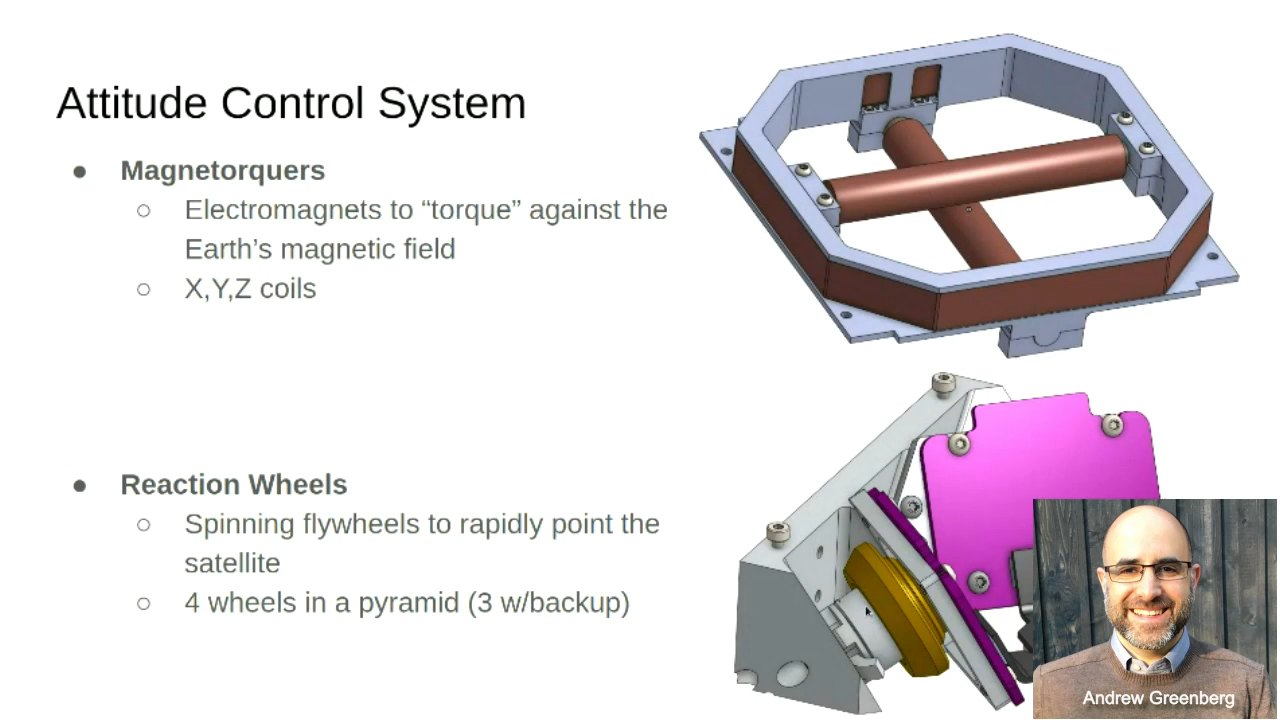 Attitude Control System
● Magnetorquers
○ Electromagnets to “torque” against the
Earth’s magnetic field
○ X,Y,Z coils
● Reaction Wheels
○ Spinning flywheels to rapidly point the
satellite
○ 4 wheels in a pyramid (3 w/backup)
Andrew Greenberg